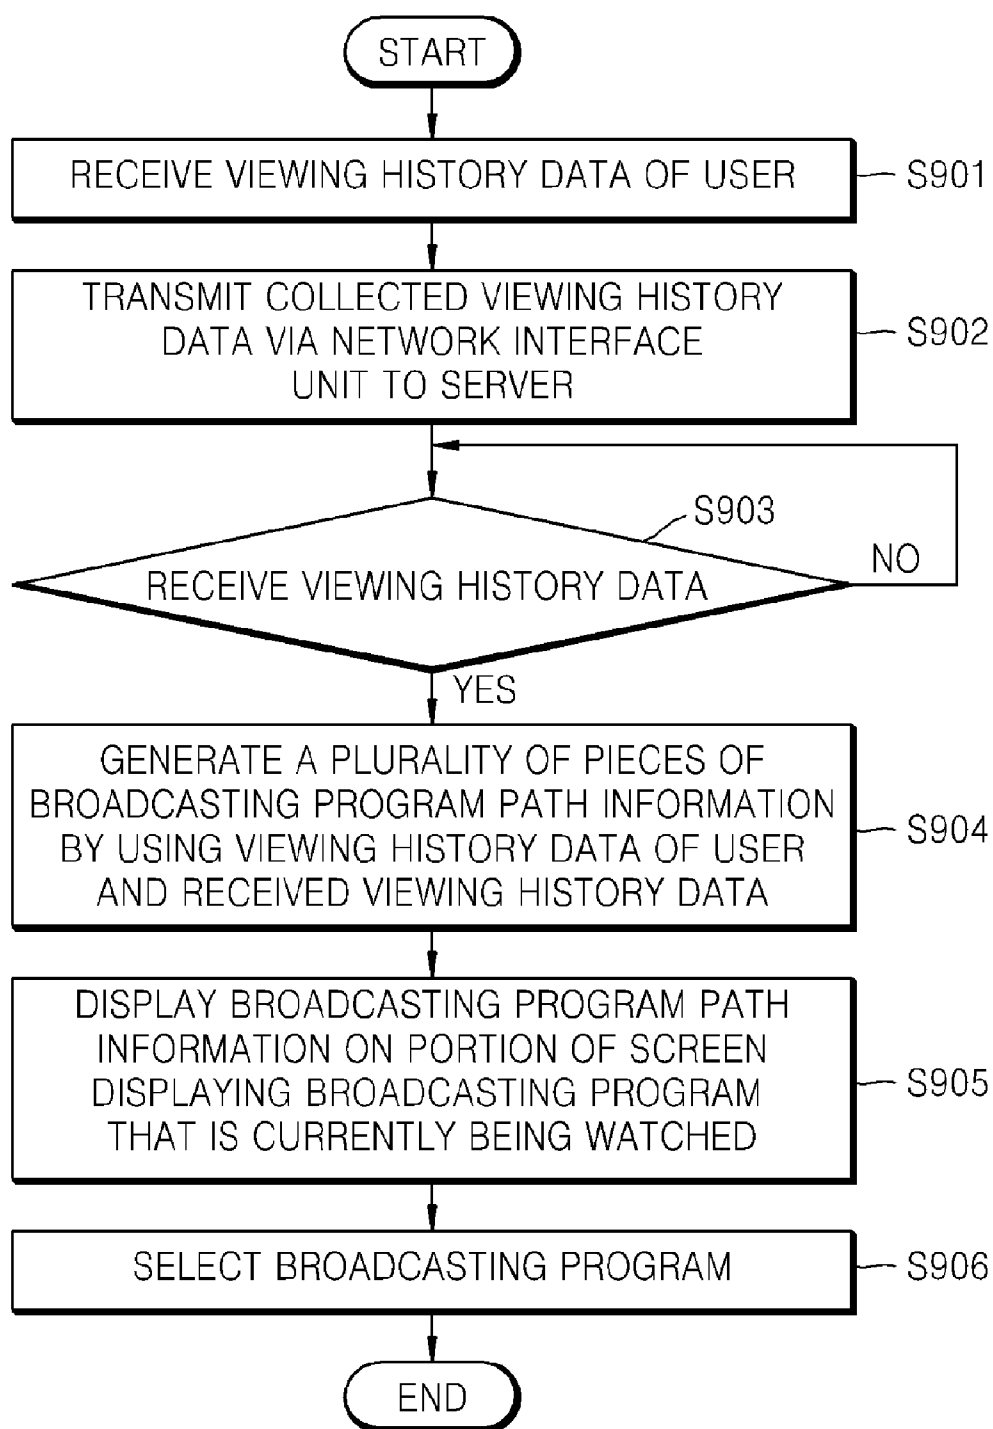 START
RECEIVE VIEWING HISTORY DATA OF USER
S901
TRANSMIT COLLECTED VIEWING HISTORY
DATA VIA NETWORK INTERFACE
UNIT TO SERVER
S902
S903
RECEIVE VIEWING HISTORY DATA
NO
YES
GENERATE A PLURALITY OF PIECES OF
BROADCASTING PROGRAM PATH INFORMATION
BY USING VIEWING HISTORY DATA OF USER
AND RECEIVED VIEWING HISTORY DATA
S904
DISPLAY BROADCASTING PROGRAM PATH
INFORMATION ON PORTION OF SCREEN
DISPLAYING BROADCASTING PROGRAM
THAT IS CURRENTLY BEING WATCHED
S905
SELECT BROADCASTING PROGRAM
S906
END